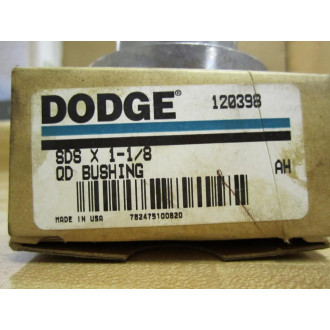 DODGE® 120398
SDS X 1-1/8
QD BUSHING AH
MADE IN USA 782475100820